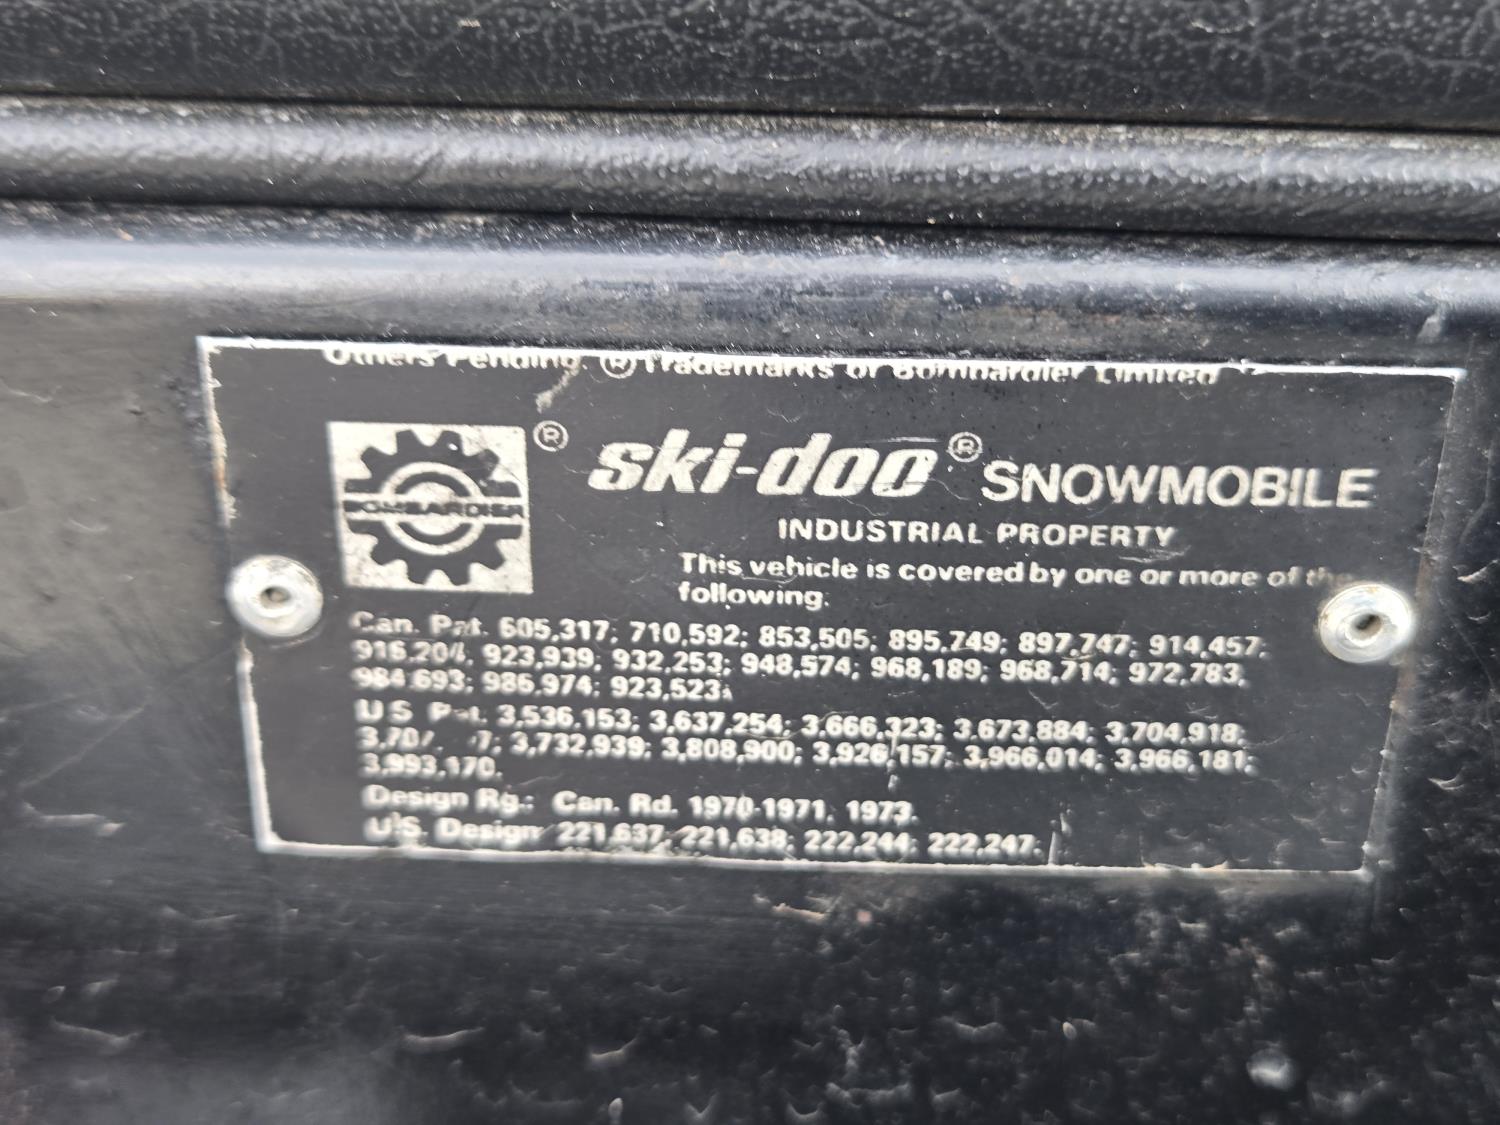 Others Pending. ® Trademarks of Bombardier Limited
BOMBARDIER ®
ski-doo ® SNOWMOBILE
INDUSTRIAL PROPERTY
This vehicle is covered by one or more of the
following:
Can. Pat. 605,317; 710,592; 853,505; 895,749; 897,747; 914,457;
916,204, 923,939; 932,253; 948,574; 968,189; 968,714; 972,783,
984,693; 986,974; 923,523;
US Pat. 3,536,153; 3,637,254; 3,666,323; 3,673,884; 3,704,918;
3,732,939; 3,808,900; 3,926,157; 3,966,014; 3,966,181;
3,993,170.
Design Rg.: Can. Rd. 1970-1971, 1973.
U.S. Design 221,637; 221,638; 222,244; 222,247.